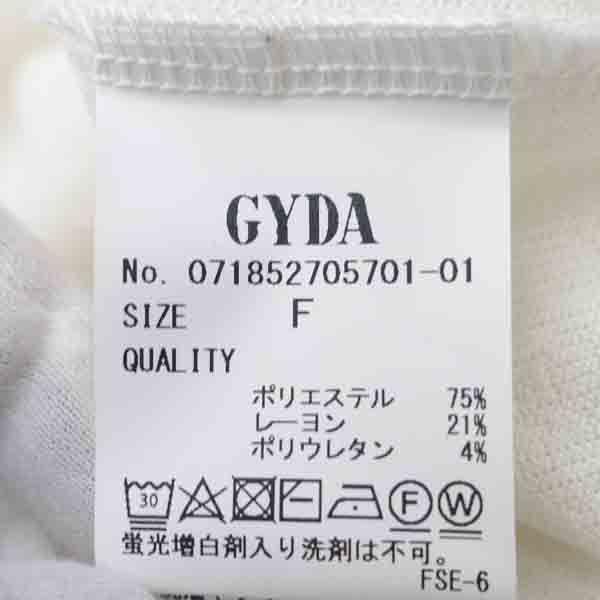 GYDA
No. 071852705701-01
SIZE F
QUALITY
ポリエステル 75%
レーヨン 21%
ポリウレタン 4%
30 F W
蛍光増白剤入り洗剤は不可。
FSE-6